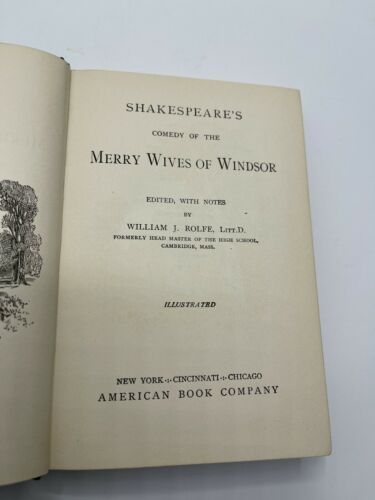 SHAKESPEARE'S
COMEDY OF THE
MERRY WIVES OF WINDSOR
EDITED, WITH NOTES
BY
WILLIAM J. ROLFE, LITT.D.
FORMERLY HEAD MASTER OF THE HIGH SCHOOL,
CAMBRIDGE, MASS.
ILLUSTRATED
NEW YORK·:·CINCINNATI·:·CHICAGO
AMERICAN BOOK COMPANY